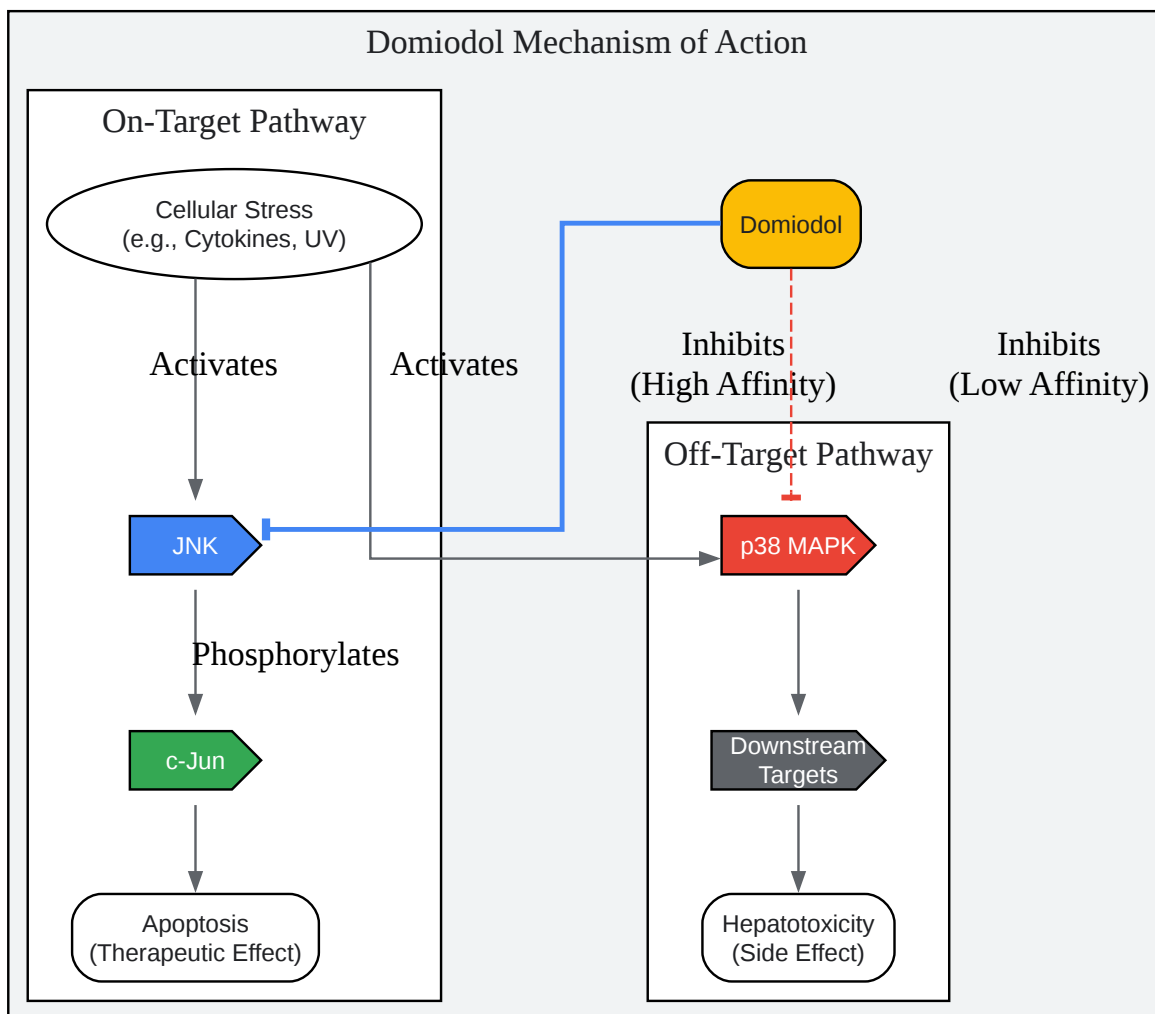 Domiodol Mechanism of Action
On-Target Pathway
Cellular Stress
(e.g., Cytokines, UV)
Domiodol
Activates
Activates
Inhibits
(High Affinity)
Inhibits
(Low Affinity)
Off-Target Pathway
JNK
p38 MAPK
Phosphorylates
c-Jun
Downstream
Targets
Apoptosis
(Therapeutic Effect)
Hepatotoxicity
(Side Effect)